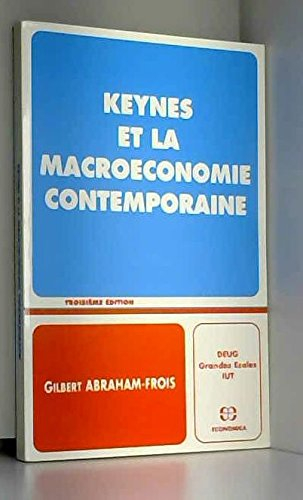 KEYNES
ET LA
MACROECONOMIE
CONTEMPORAINE
TROISIÈME ÉDITION
GILBERT ABRAHAM-FROIS
DEUG
Grandes Ecoles
IUT
ECONOMICA